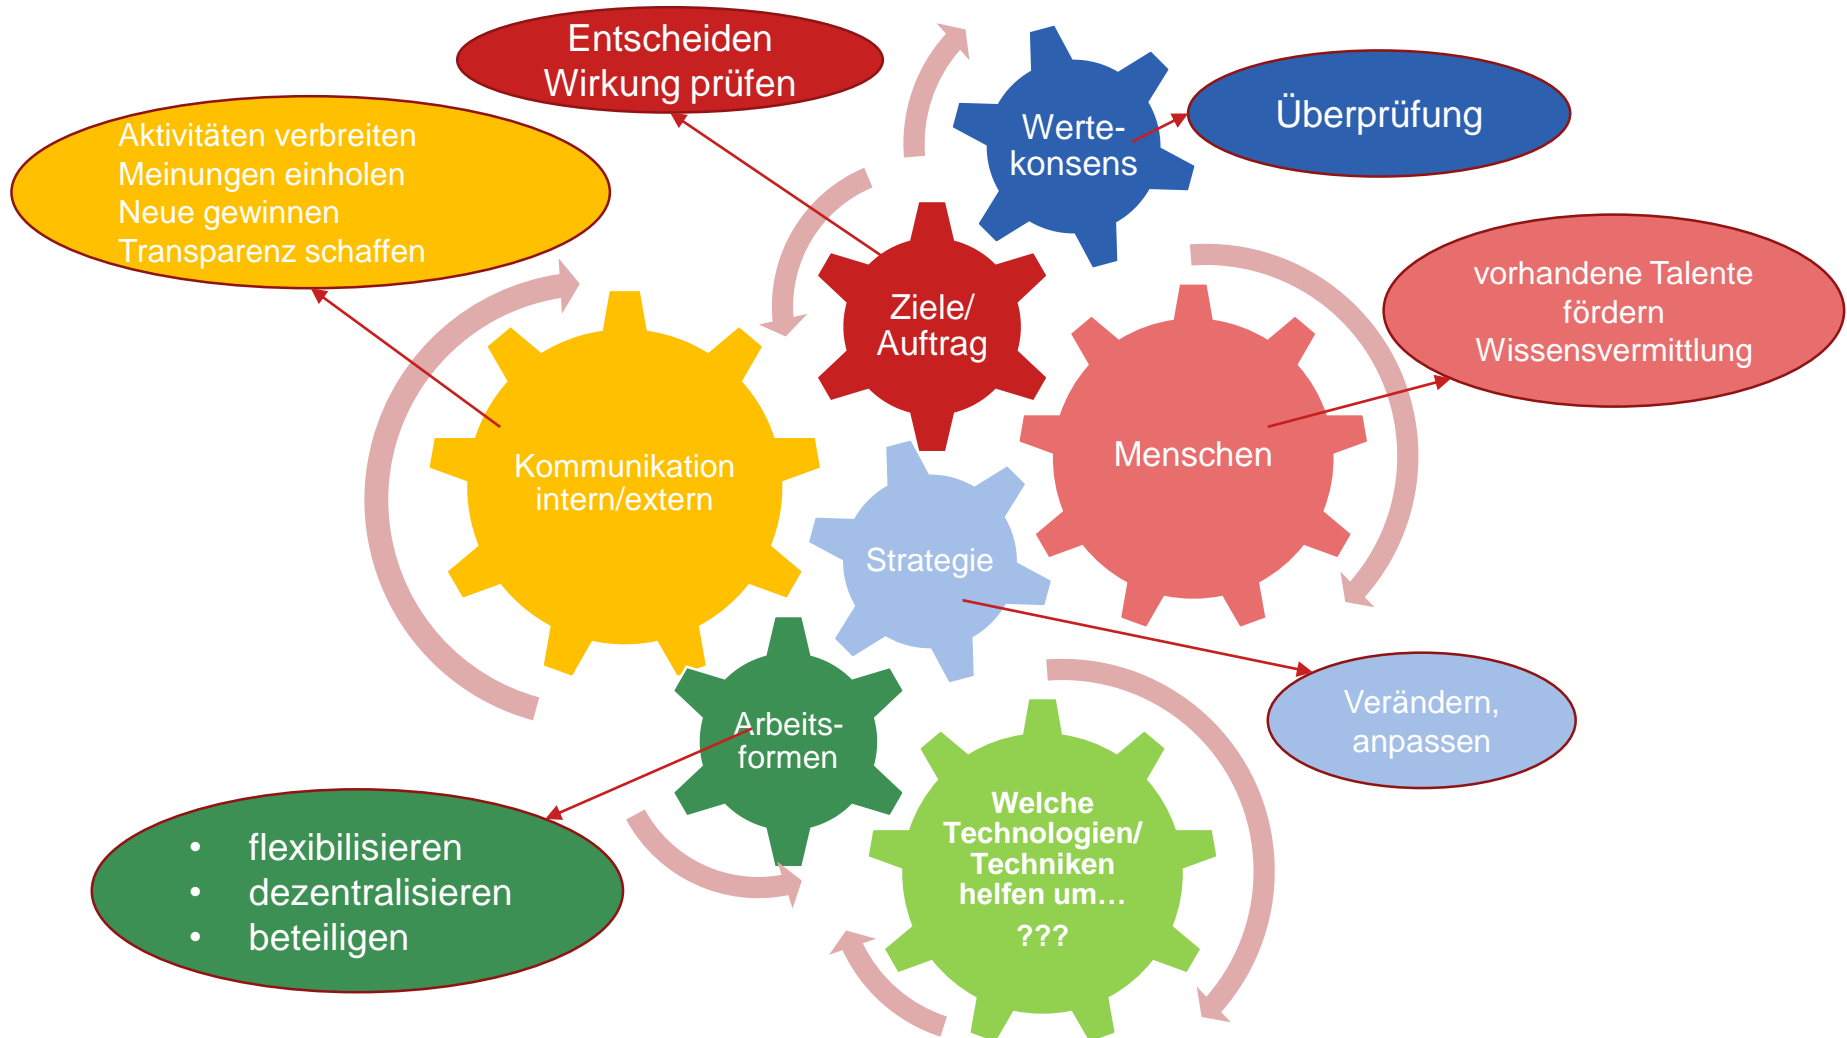 Entscheiden
Wirkung prüfen
Aktivitäten verbreiten
Meinungen einholen
Neue gewinnen
Transparenz schaffen
Werte-
konsens
Überprüfung
Ziele/
Auftrag
vorhandene Talente
fördern
Wissensvermittlung
Kommunikation
intern/extern
Menschen
Strategie
Verändern,
anpassen
Arbeits-
formen
Welche
Technologien/
Techniken
helfen um…
???
• flexibilisieren
• dezentralisieren
• beteiligen